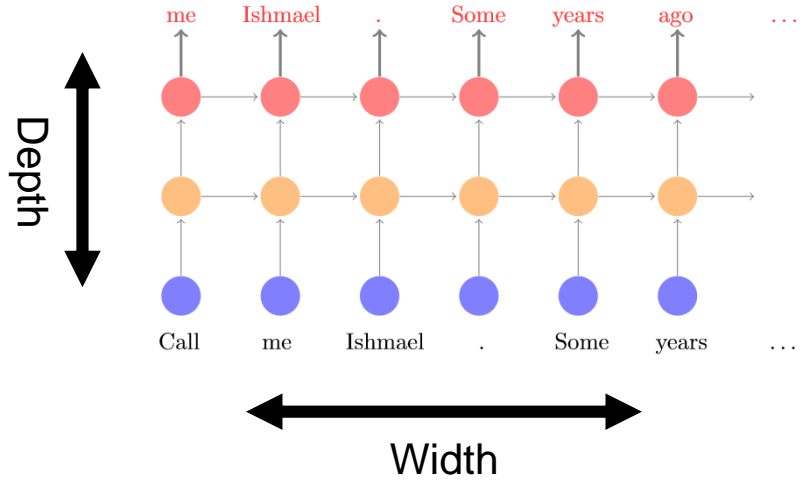 me Ishmael . Some years ago ...
Depth
Call me Ishmael . Some years ...
Width